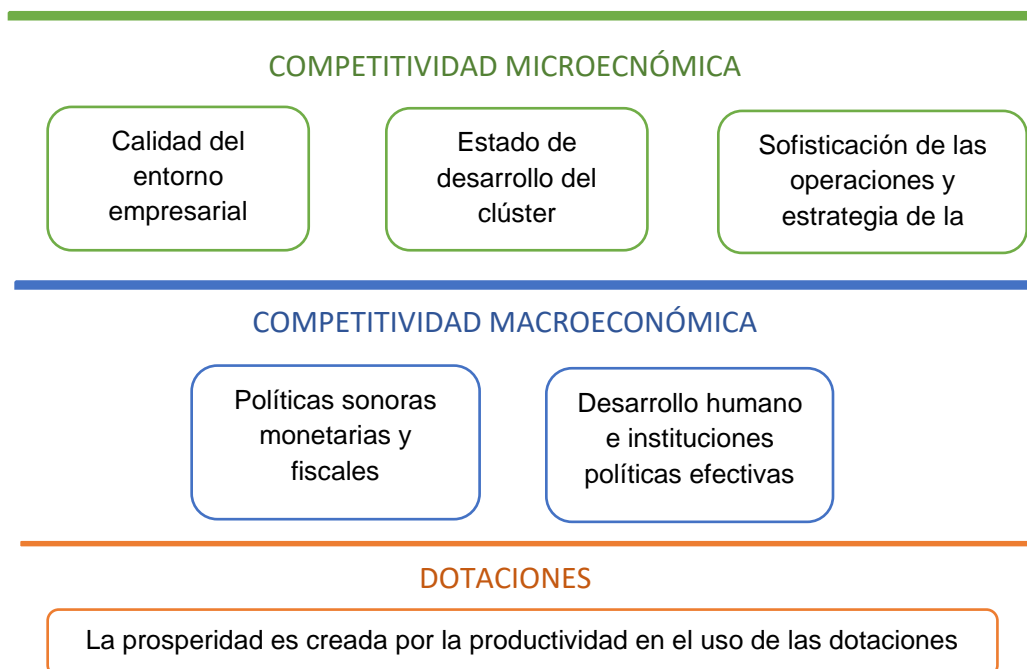 COMPETITIVIDAD MICROECNÓMICA
Calidad del
entorno
empresarial
Estado de
desarrollo del
clúster
Sofisticación de las
operaciones y
estrategia de la
COMPETITIVIDAD MACROECONÓMICA
Políticas sonoras
monetarias y
fiscales
Desarrollo humano
e instituciones
políticas efectivas
DOTACIONES
La prosperidad es creada por la productividad en el uso de las dotaciones